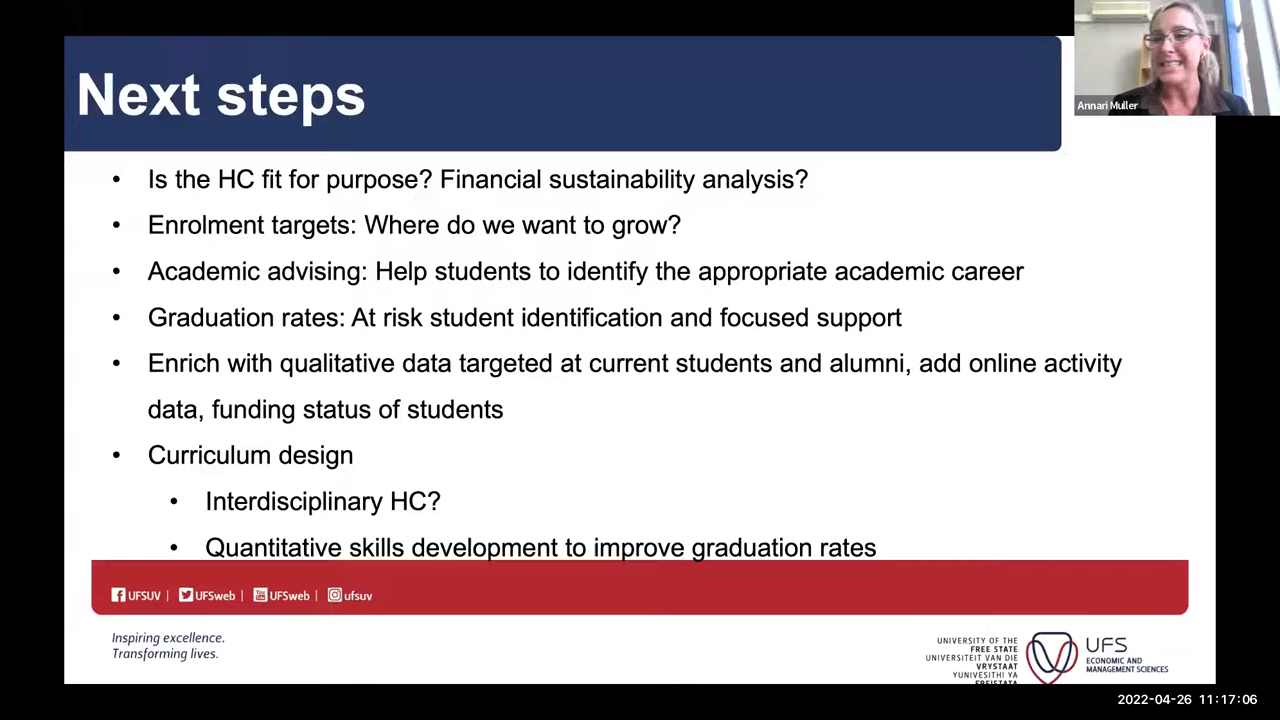 Next steps
Annari Muller
• Is the HC fit for purpose? Financial sustainability analysis?
• Enrolment targets: Where do we want to grow?
• Academic advising: Help students to identify the appropriate academic career
• Graduation rates: At risk student identification and focused support
• Enrich with qualitative data targeted at current students and alumni, add online activity
data, funding status of students
• Curriculum design
• Interdisciplinary HC?
• Quantitative skills development to improve graduation rates
UFSUV | UFSweb | You Tube UFSweb | ufsuv
Inspiring excellence.
Transforming lives.
UNIVERSITY OF THE
FREE STATE
UNIVERSITEIT VAN DIE
VRYSTAAT
YUNIVESITHI YA
FREISTATA
UFS
ECONOMIC AND
MANAGEMENT SCIENCES
2022-04-26 11:17:06